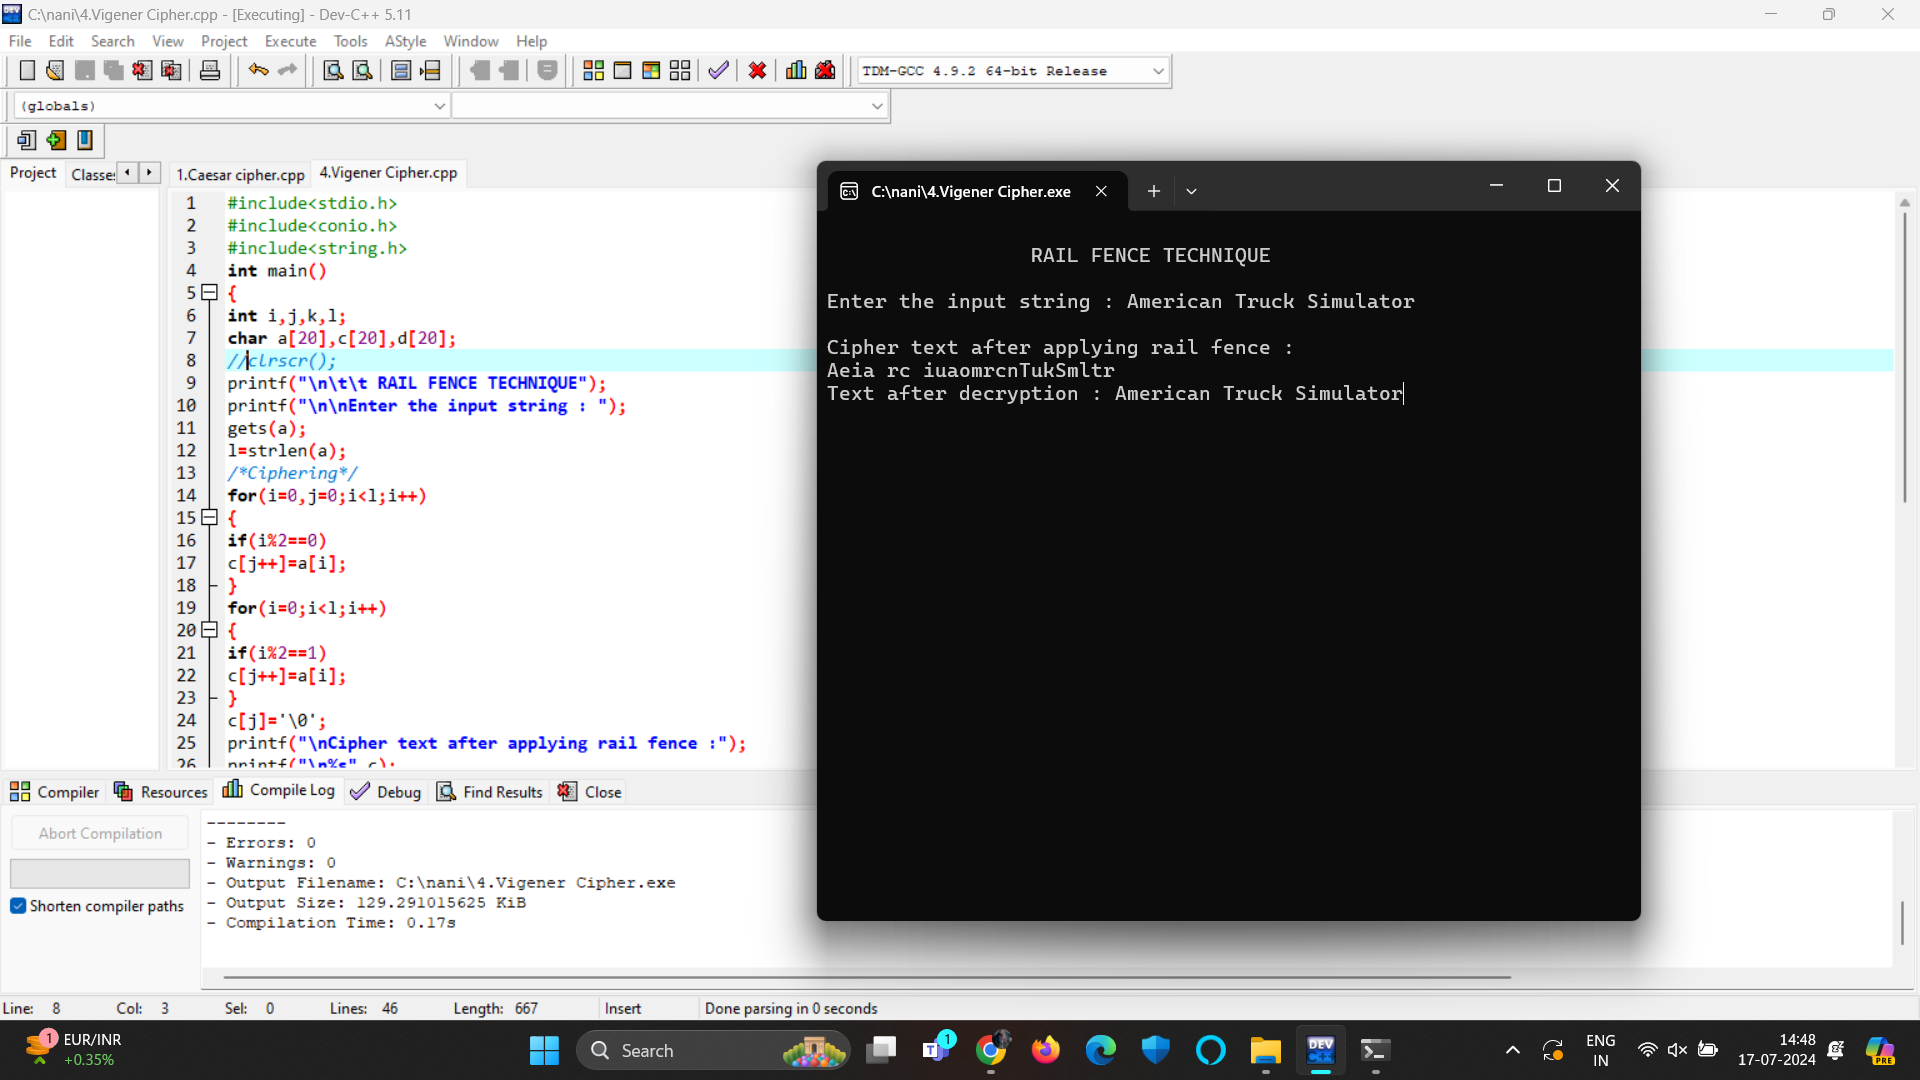 C:\nani\4.Vigener Cipher.cpp - [Executing] - Dev-C++ 5.11
File Edit Search View Project Execute Tools AStyle Window Help
TDM-GCC 4.9.2 64-bit Release
(globals)
Project Classes 1.Caesar cipher.cpp 4.Vigener Cipher.cpp
1 #include<stdio.h>
2 #include<conio.h>
3 #include<string.h>
4 int main()
5 {
6 int i,j,k,l;
7 char a[20],c[20],d[20];
8 //clrscr();
9 printf("\n\t\t RAIL FENCE TECHNIQUE");
10 printf("\n\nEnter the input string : ");
11 gets(a);
12 l=strlen(a);
13 /*Ciphering*/
14 for(i=0,j=0;i<l;i++)
15 {
16 if(i%2==0)
17 c[j++]=a[i];
18 }
19 for(i=0;i<l;i++)
20 {
21 if(i%2==1)
22 c[j++]=a[i];
23 }
24 c[j]='\0';
25 printf("\nCipher text after applying rail fence :");
26 printf("\n%s",c);
C:\nani\4.Vigener Cipher.exe
RAIL FENCE TECHNIQUE
Enter the input string : American Truck Simulator
Cipher text after applying rail fence :
Aeia rc iuaomrcnTukSmltr
Text after decryption : American Truck Simulator
Compiler Resources Compile Log Debug Find Results Close
Abort Compilation
Shorten compiler paths
--------
- Errors: 0
- Warnings: 0
- Output Filename: C:\nani\4.Vigener Cipher.exe
- Output Size: 129.291015625 KiB
- Compilation Time: 0.17s
Line: 8 Col: 3 Sel: 0 Lines: 46 Length: 667 Insert Done parsing in 0 seconds
1 EUR/INR
+0.35%
Search
1
DEV
C++
ENG
IN
14:48
17-07-2024
PRE